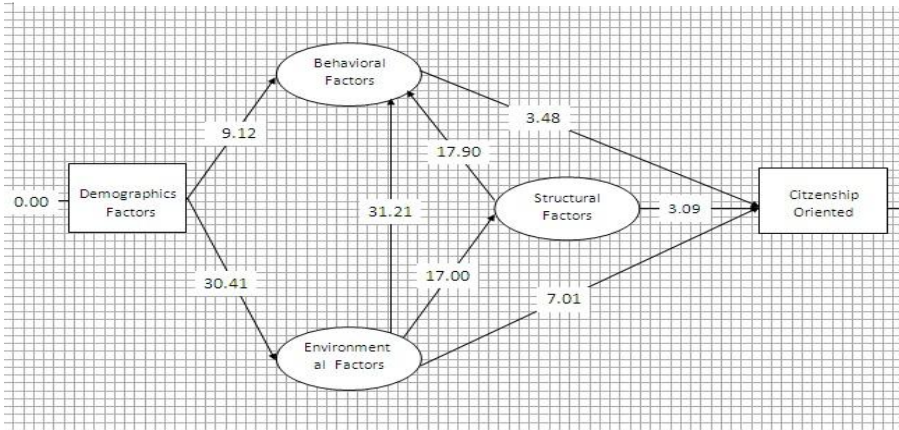 Behavioral
Factors
9.12
3.48
17.90
0.00
Demographics
Factors
31.21
Structural
Factors
3.09
Citzenship
Oriented
30.41
17.00
7.01
Environment
al Factors